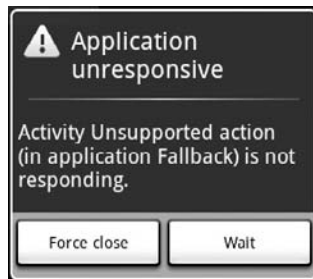 Application
unresponsive
Activity Unsupported action
(in application Fallback) is not
responding.
Force close
Wait